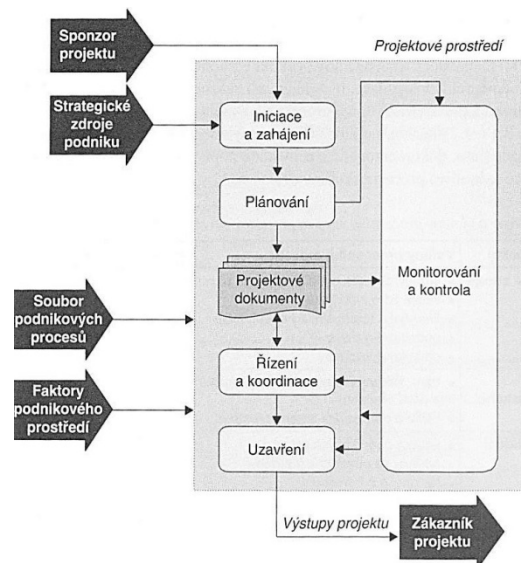 Sponzor
projektu
Projektové prostředí
Strategické
zdroje
podniku
Iniciace
a zahájení
Plánování
Projektové
dokumenty
Monitorování
a kontrola
Soubor
podnikových
procesů
Řízení
a koordinace
Faktory
podnikového
prostředí
Uzavření
Výstupy projektu
Zákazník
projektu